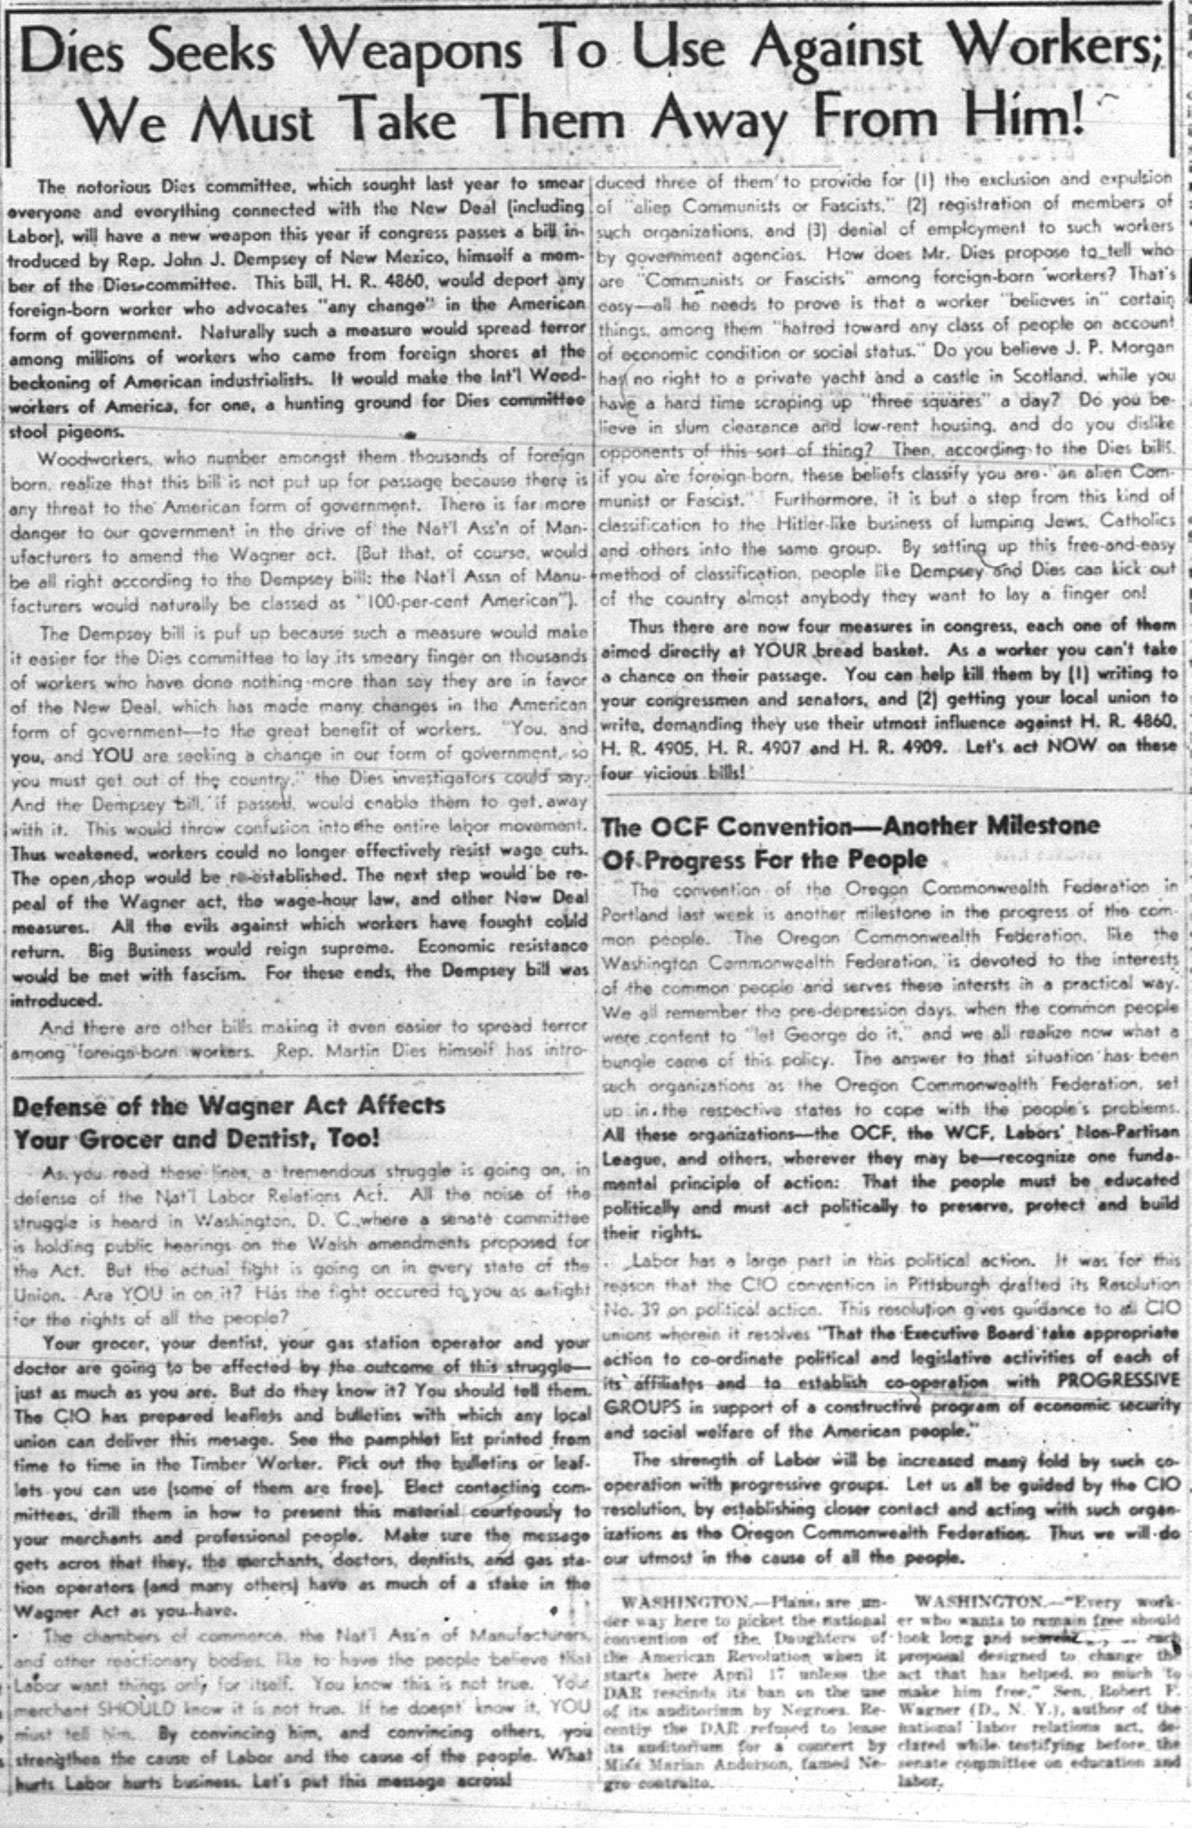 Dies Seeks Weapons To Use Against Workers;
We Must Take Them Away From Him!
The notorious Dies committee, which sought last year to smear
everyone and everything connected with the New Deal (including
Labor), will have a new weapon this year if congress passes a bill in-
troduced by Rep. John J. Dempsey of New Mexico, himself a mem-
ber of the Dies committee. This bill, H. R. 4860, would deport any
foreign-born worker who advocates "any change" in the American
form of government. Naturally such a measure would spread terror
among millions of workers who came from foreign shores at the
beckoning of American industrialists. It would make the Int'l Wood-
workers of America, for one, a hunting ground for Dies committee
stool pigeons.
Woodworkers, who number amongst them thousands of foreign
born, realize that this bill is not put up for passage because there is
any threat to the American form of government. There is far more
danger to our government in the drive of the Nat'l Ass'n of Man-
ufacturers to amend the Wagner act. (But that, of course, would
be all right according to the Dempsey bill; the Nat'l Assn of Manu-
facturers would naturally be classed as "100-per-cent American").
The Dempsey bill is put up because such a measure would make
it easier for the Dies committee to lay its smeary finger on thousands
of workers who have done nothing more than say they are in favor
of the New Deal, which has made many changes in the American
form of government—to the great benefit of workers. "You, and
you, and YOU are seeking a change in our form of government, so
you must get out of the country," the Dies investigators could say.
And the Dempsey bill, if passed, would enable them to get away
with it. This would throw confusion into the entire labor movement.
Thus weakened, workers could no longer effectively resist wage cuts.
The open shop would be re-established. The next step would be re-
peal of the Wagner act, the wage-hour law, and other New Deal
measures. All the evils against which workers have fought could
return. Big Business would reign supreme. Economic resistance
would be met with fascism. For these ends, the Dempsey bill was
introduced.
And there are other bills making it even easier to spread terror
among foreign-born workers. Rep. Martin Dies himself has intro-
duced three of them to provide for (1) the exclusion and expulsion
of "alien Communists or Fascists," (2) registration of members of
such organizations, and (3) denial of employment to such workers
by government agencies. How does Mr. Dies propose to tell who
are "Communists or Fascists" among foreign-born workers? That's
easy—all he needs to prove is that a worker "believes in" certain
things, among them "hatred toward any class of people on account
of economic condition or social status." Do you believe J. P. Morgan
has no right to a private yacht and a castle in Scotland, while you
have a hard time scraping up "three squares" a day? Do you be-
lieve in slum clearance and low-rent housing, and do you dislike
opponents of this sort of thing? Then, according to the Dies bills,
if you are foreign-born, these beliefs classify you are "an alien Com-
munist or Fascist." Furthermore, it is but a step from this kind of
classification to the Hitler-like business of lumping Jews, Catholics
and others into the same group. By setting up this free-and-easy
method of classification, people like Dempsey and Dies can kick out
of the country almost anybody they want to lay a finger on!
Thus there are now four measures in congress, each one of them
aimed directly at YOUR bread basket. As a worker you can't take
a chance on their passage. You can help kill them by (1) writing to
your congressmen and senators, and (2) getting your local union to
write, demanding they use their utmost influence against H. R. 4860,
H. R. 4905, H. R. 4907 and H. R. 4909. Let's act NOW on these
four vicious bills!
Defense of the Wagner Act Affects
Your Grocer and Dentist, Too!
As you read these lines, a tremendous struggle is going on, in
defense of the Nat'l Labor Relations Act. All the noise of the
struggle is heard in Washington, D. C., where a senate committee
is holding public hearings on the Walsh amendments proposed for
the Act. But the actual fight is going on in every state of the
Union. Are YOU in on it? Has the fight occured to you as a fight
for the rights of all the people?
Your grocer, your dentist, your gas station operator and your
doctor are going to be affected by the outcome of this struggle—
just as much as you are. But do they know it? You should tell them.
The CIO has prepared leaflets and bulletins with which any local
union can deliver this mesage. See the pamphlet list printed from
time to time in the Timber Worker. Pick out the bulletins or leaf-
lets you can use (some of them are free). Elect contacting com-
mittees, drill them in how to present this material courteously to
your merchants and professional people. Make sure the message
gets acros that they, the merchants, doctors, dentists, and gas sta-
tion operators (and many others) have as much of a stake in the
Wagner Act as you have.
The chambers of commerce, the Nat'l Ass'n of Manufacturers,
and other reactionary bodies, like to have the people believe that
Labor want things only for itself. You know this is not true. Your
merchant SHOULD know it is not true. If he doesnt' know it, YOU
must tell him. By convincing him, and convincing others, you
strengthen the cause of Labor and the cause of the people. What
hurts Labor hurts business. Let's put this message across!
The OCF Convention—Another Milestone
Of Progress For the People
The convention of the Oregon Commonwealth Federation in
Portland last week is another milestone in the progress of the com-
mon people. The Oregon Commonwealth Federation, like the
Washington Commonwealth Federation, is devoted to the interests
of the common people and serves these intersts in a practical way.
We all remember the pre-depression days, when the common people
were content to "let George do it," and we all realize now what a
bungle came of this policy. The answer to that situation has been
such organizations as the Oregon Commonwealth Federation, set
up in the respective states to cope with the people's problems.
All these organizations—the OCF, the WCF, Labors' Non-Partisan
League, and others, wherever they may be—recognize one funda-
mental principle of action: That the people must be educated
politically and must act politically to preserve, protect and build
their rights.
Labor has a large part in this political action. It was for this
reason that the CIO convention in Pittsburgh drafted its Resolution
No. 39 on political action. This resolution gives guidance to all CIO
unions wherein it resolves "That the Executive Board take appropriate
action to co-ordinate political and legislative activities of each of
its affiliates and to establish co-operation with PROGRESSIVE
GROUPS in support of a constructive program of economic security
and social welfare of the American people."
The strength of Labor will be increased many fold by such co-
operation with progressive groups. Let us all be guided by the CIO
resolution, by establishing closer contact and acting with such organ-
izations as the Oregon Commonwealth Federation. Thus we will do
our utmost in the cause of all the people.
WASHINGTON.—Plans are un-
der way here to picket the national
convention of the Daughters of
the American Revolution when it
starts here April 17 unless the
DAR rescinds its ban on the use
of its auditorium by Negroes. Re-
cently the DAR refused to lease
its auditorium for a concert by
Miss Marian Anderson, famed Ne-
gro contralto.
WASHINGTON.—"Every work-
er who wants to remain free should
look long and each
proposal designed to change the
act that has helped so much to
make him free," Sen. Robert F.
Wagner (D., N. Y.), author of the
national labor relations act, de-
clared while testifying before the
senate committee on education and
labor.